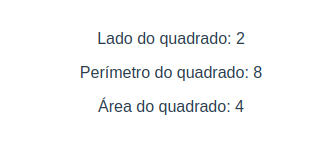 Lado do quadrado: 2
Perímetro do quadrado: 8
Área do quadrado: 4